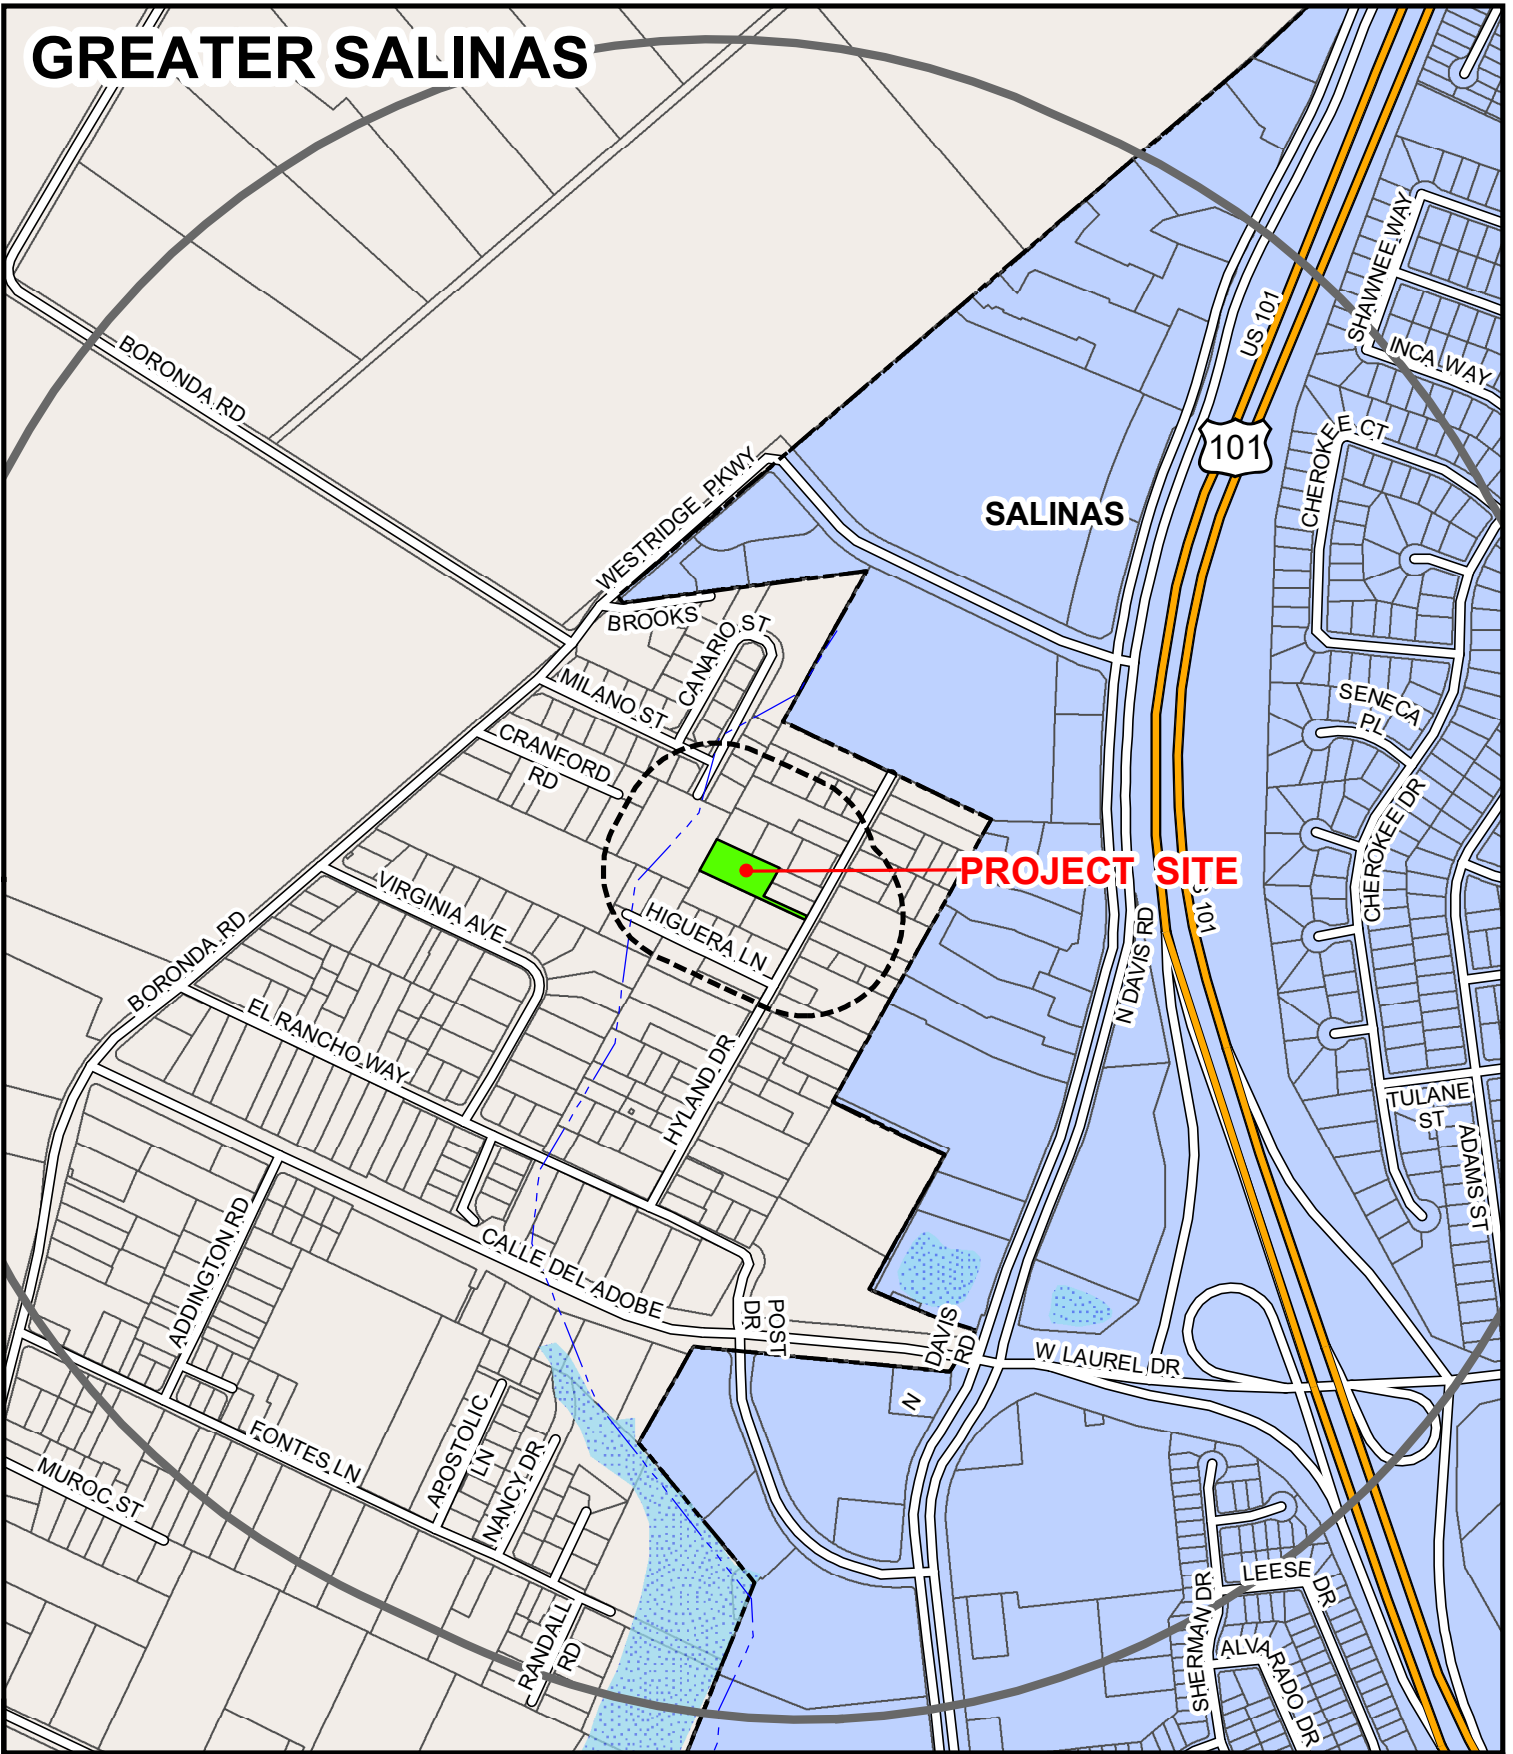 GREATER SALINAS
SHAWNEE WAY
US 101
BORONDA RD
INCA WAY
CHEROKEE CT
101
WESTRIDGE PKWY
SALINAS
BROOKS
CANARIO ST
MILANO ST
SENECA
PL
CRANFORD
RD
CHEROKEE DR
PROJECT SITE
VIRGINIA AVE
HIGUERA LN
S 101
N DAVIS RD
BORONDA RD
EL RANCHO WAY
HYLAND DR
TULANE
ST
ADAMS ST
ADDINGTON RD
CALLE DEL ADOBE
POST
DR
N
DAVIS
RD
W LAUREL DR
APOSTOLIC
LN
FONTES LN
NANCY DR
MUROC ST
LEESE DR
SHERMAN DR
RANDALL
RD
ALVARADO DR